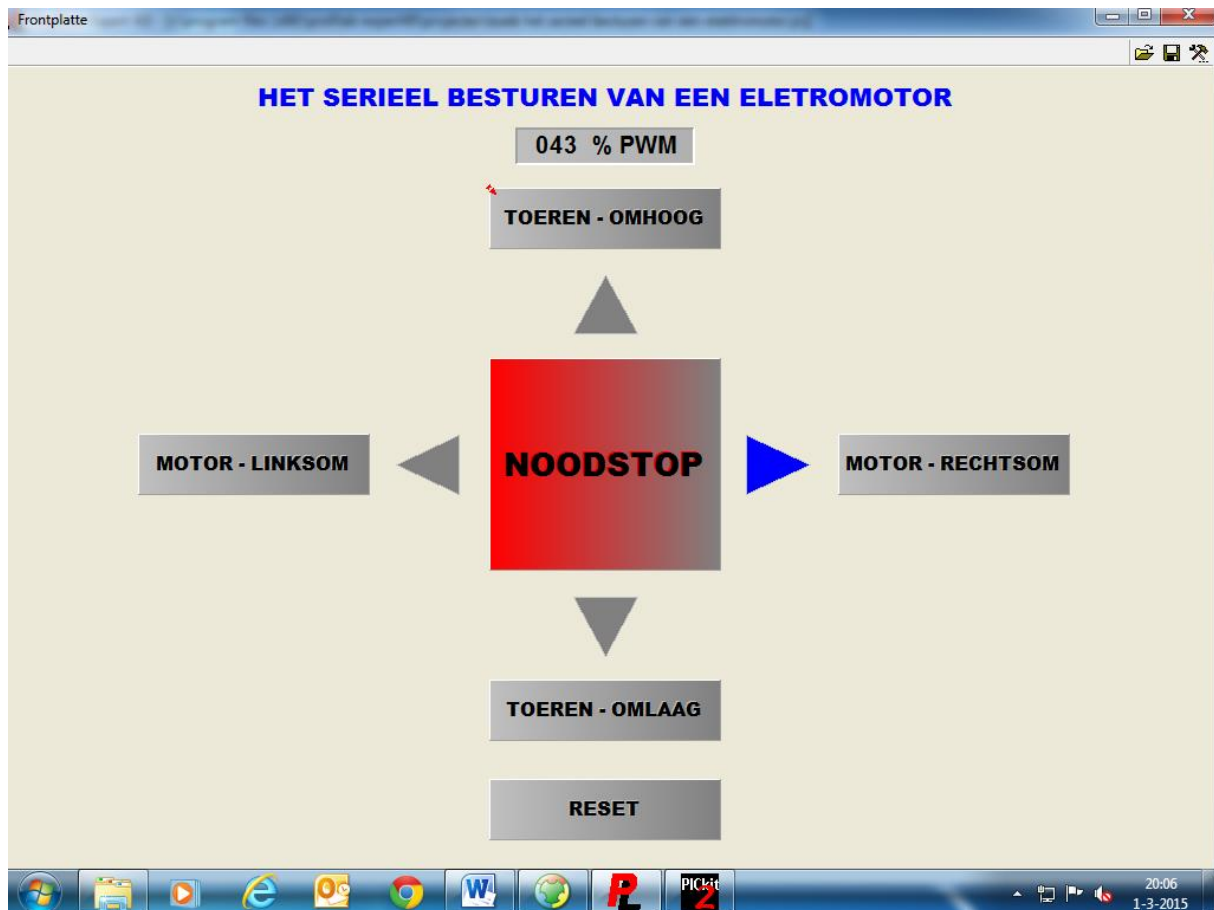 Frontplatte
HET SERIEEL BESTUREN VAN EEN ELETROMOTOR
043 % PWM
TOEREN - OMHOOG
MOTOR - LINKSOM
NOODSTOP
MOTOR - RECHTSOM
TOEREN - OMLAAG
RESET
PICkit
2
20:06
1-3-2015